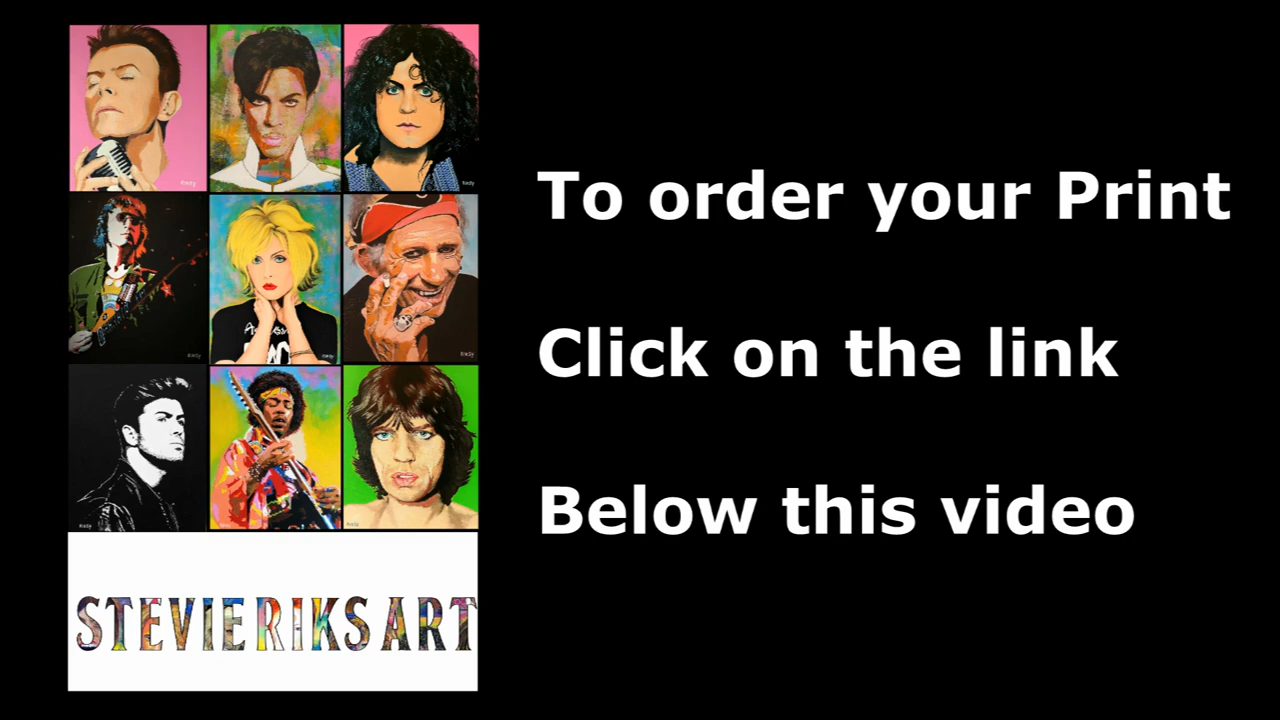 To order your Print
Click on the link
Below this video
STEVIE RIKS ART